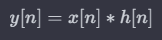 y[n] = x[n] * h[n]